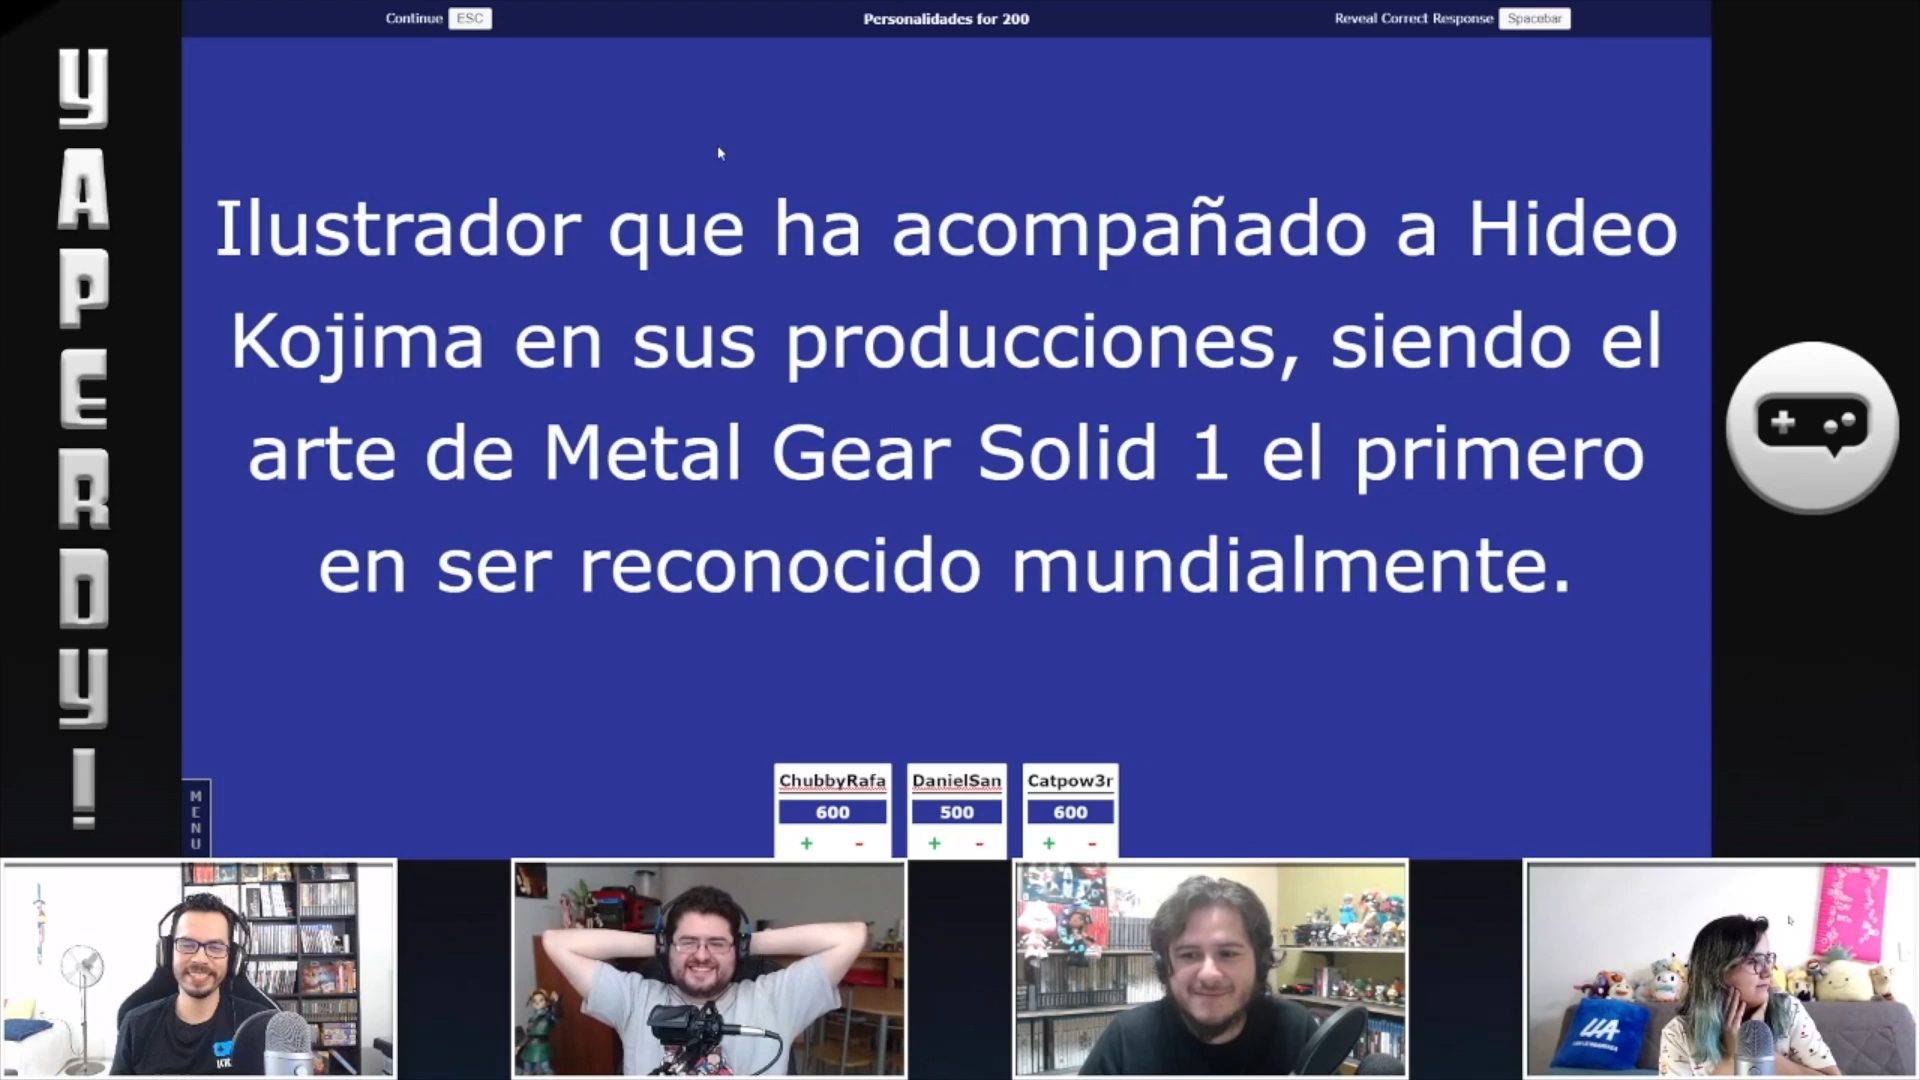 Continue ESC
Personalidades for 200
Reveal Correct Response Spacebar
YAPERDY!
Ilustrador que ha acompañado a Hideo
Kojima en sus producciones, siendo el
arte de Metal Gear Solid 1 el primero
en ser reconocido mundialmente.
MENU
ChubbyRafa DanielSan Catpow3r
600 500 600
+ - + - + -
LLA